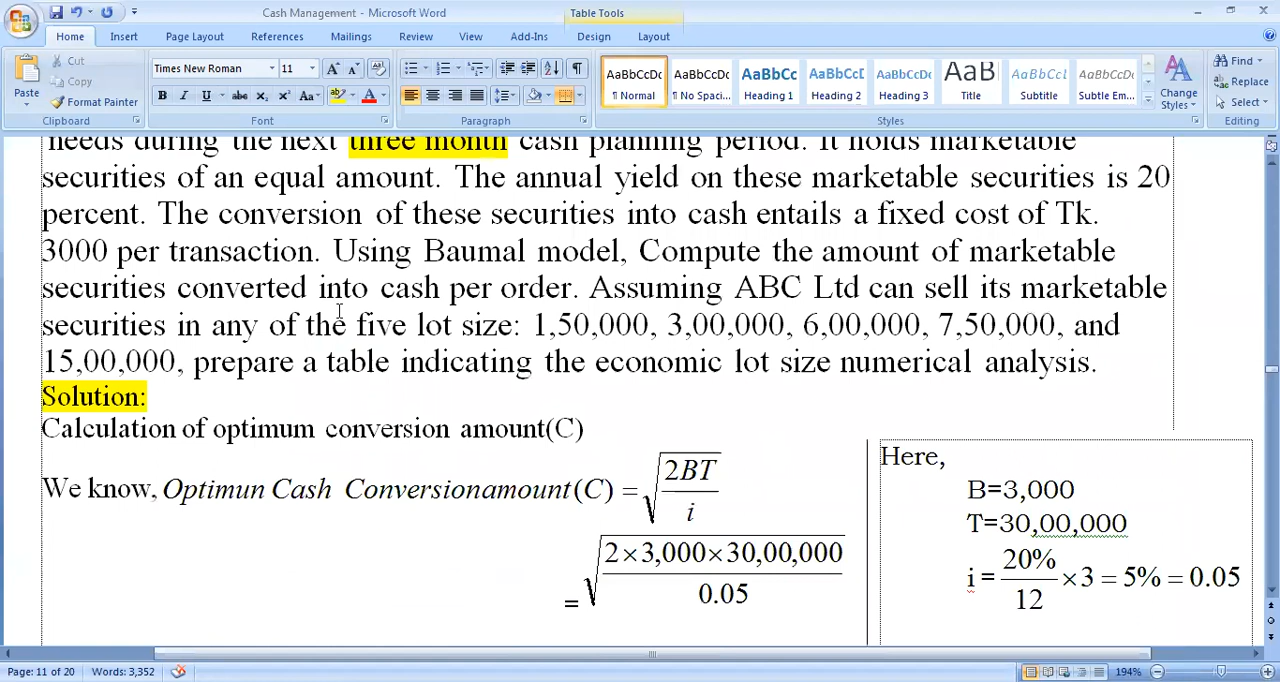 Cash Management - Microsoft Word
Table Tools
Home Insert Page Layout References Mailings Review View Add-Ins Design Layout
Paste
Cut
Copy
Format Painter
Clipboard
Times New Roman 11
B I U abc X₂ X² Aa
Font
Paragraph
AaBbCcDc AaBbCcDc AaBbCc AaBbCcD AaBbCcDc AaB AaBbCcL AaBbCcDc
¶ Normal ¶ No Spaci... Heading 1 Heading 2 Heading 3 Title Subtitle Subtle Em...
Change Styles
Styles
Find
Replace
Select
Editing
needs during the next three month cash planning period. It holds marketable
securities of an equal amount. The annual yield on these marketable securities is 20
percent. The conversion of these securities into cash entails a fixed cost of Tk.
3000 per transaction. Using Baumal model, Compute the amount of marketable
securities converted into cash per order. Assuming ABC Ltd can sell its marketable
securities in any of the five lot size: 1,50,000, 3,00,000, 6,00,000, 7,50,000, and
15,00,000, prepare a table indicating the economic lot size numerical analysis.
Solution:
Calculation of optimum conversion amount(C)
We know, Optimun Cash Conversionamount (C) = √(2BT / i)
= √(2×3,000×30,00,000 / 0.05)
Here,
B=3,000
T=30,00,000
i = 20%/12 ×3 = 5% = 0.05
Page: 11 of 20 Words: 3,352 194%